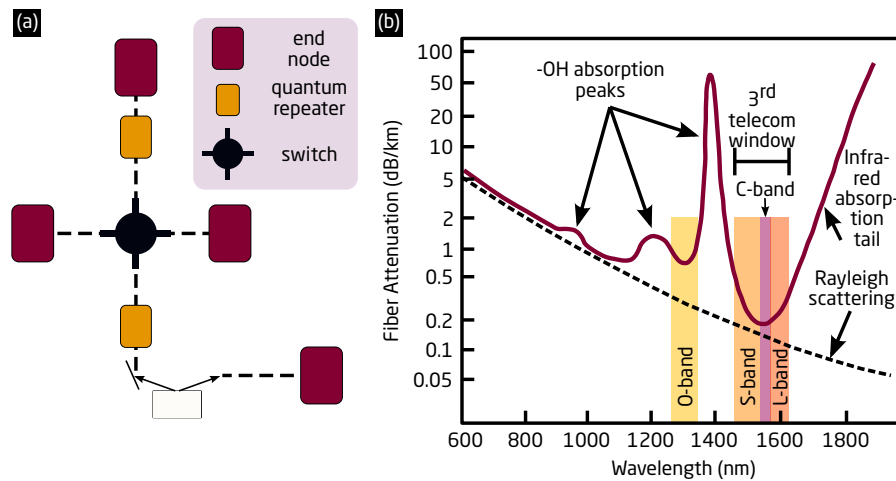 (a)
end
node
quantum
repeater
switch
(b)
100
50
20
10
5
2
1
0.5
0.2
0.1
0.05
Fiber Attenuation (dB/km)
-OH absorption
peaks
3rd
telecom
window
C-band
Infra-
red
absorp-
tion
tail
Rayleigh
scattering
O-band
S-band
L-band
600
1000
1200
1400
1600
1800
Wavelength (nm)